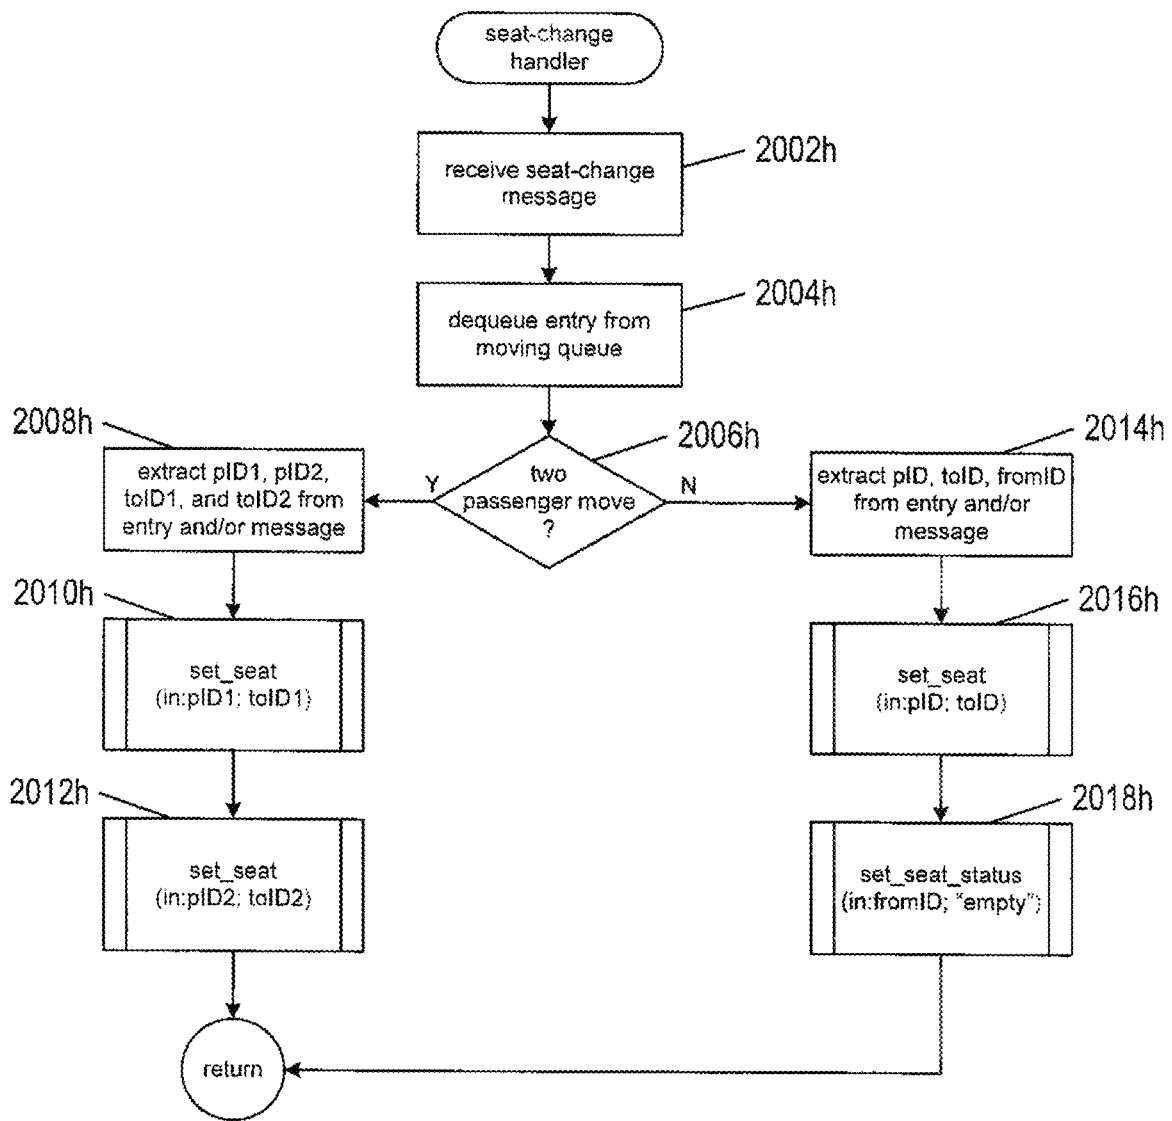 seat-change
handler
2002h
receive seat-change
message
2004h
dequeue entry from
moving queue
2008h
2006h
2014h
extract pID1, pID2,
toID1, and toID2 from
entry and/or message
Y
two
passenger move
?
N
extract pID, toID, fromID
from entry and/or
message
2010h
2016h
set_seat
(in:pID1; toID1)
set_seat
(in:pID; toID)
2012h
2018h
set_seat
(in:pID2; toID2)
set_seat_status
(in:fromID; "empty")
return